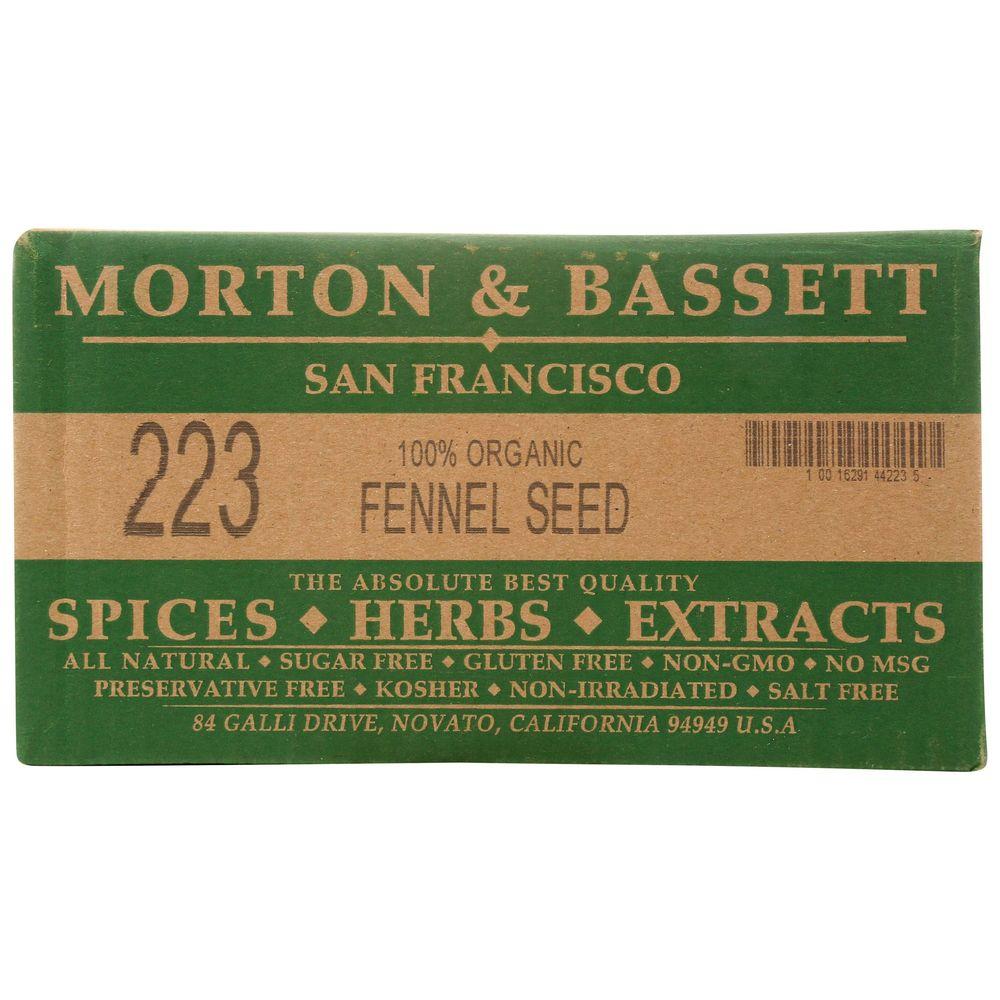 MORTON & BASSETT
SAN FRANCISCO
223
100% ORGANIC
FENNEL SEED
1 00 16291 44223 5
THE ABSOLUTE BEST QUALITY
SPICES ◆ HERBS ◆ EXTRACTS
ALL NATURAL ◆ SUGAR FREE ◆ GLUTEN FREE ◆ NON-GMO ◆ NO MSG
PRESERVATIVE FREE ◆ KOSHER ◆ NON-IRRADIATED ◆ SALT FREE
84 GALLI DRIVE, NOVATO, CALIFORNIA 94949 U.S.A